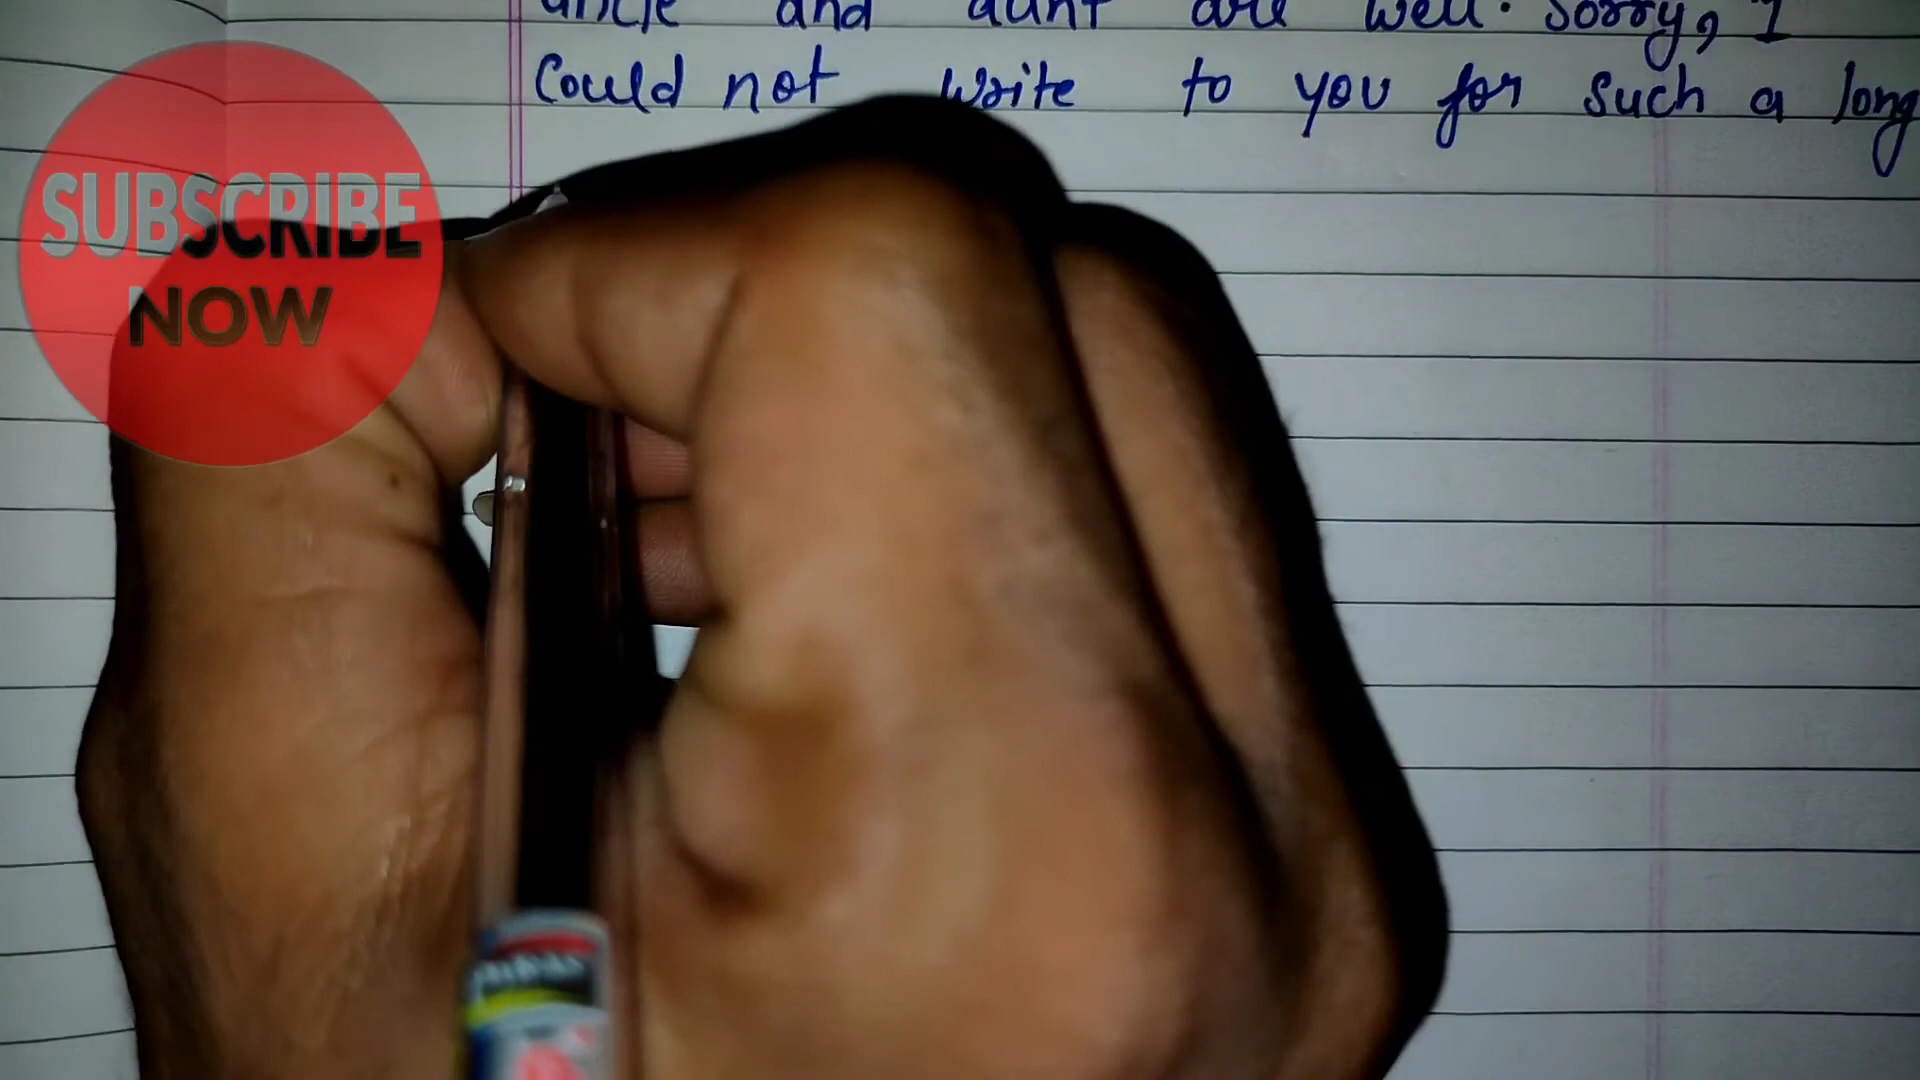 uncle and aunt are well. Sorry, I
Could not write to you for such a long
SUBSCRIBE
NOW